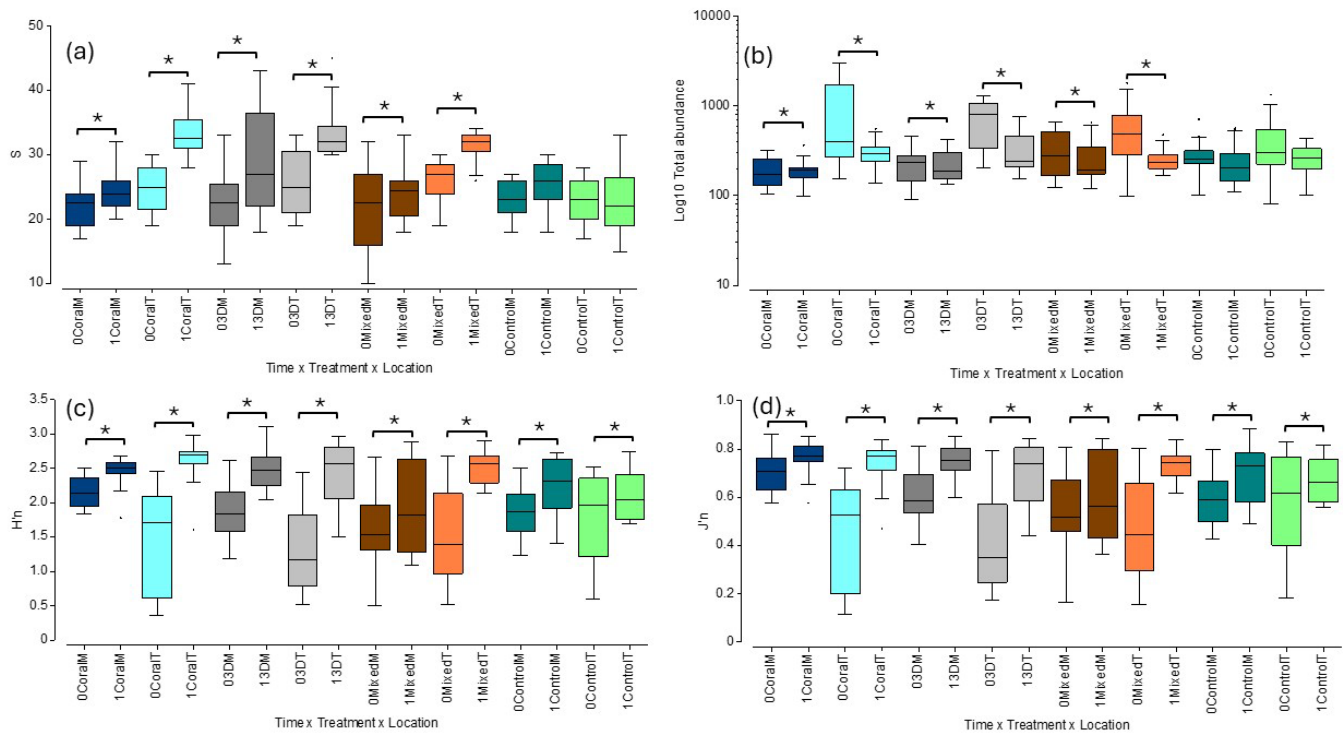 (a)
50
40
30
20
10
S
* * * * * *
0CoralM 1CoralM 0CoralT 1CoralT 03DM 13DM 03DT 13DT 0MixedM 1MixedM 0MixedT 1MixedT 0ControlM 1ControlM 0ControlT 1ControlT
Time x Treatment x Location
(b)
10000
1000
100
10
Log10 Total abundance
* * * * * *
0CoralM 1CoralM 0CoralT 1CoralT 03DM 13DM 03DT 13DT 0MixedM 1MixedM 0MixedT 1MixedT 0ControlM 1ControlM 0ControlT 1ControlT
Time x Treatment x Location
(c)
3.5
3.0
2.5
2.0
1.5
1.0
0.5
0
H'n
* * * * * * * *
0CoralM 1CoralM 0CoralT 1CoralT 03DM 13DM 03DT 13DT 0MixedM 1MixedM 0MixedT 1MixedT 0ControlM 1ControlM 0ControlT 1ControlT
Time x Treatment x Location
(d)
1.0
0.8
0.6
0.4
0.2
0
J'n
* * * * * * * *
0CoralM 1CoralM 0CoralT 1CoralT 03DM 13DM 03DT 13DT 0MixedM 1MixedM 0MixedT 1MixedT 0ControlM 1ControlM 0ControlT 1ControlT
Time x Treatment x Location